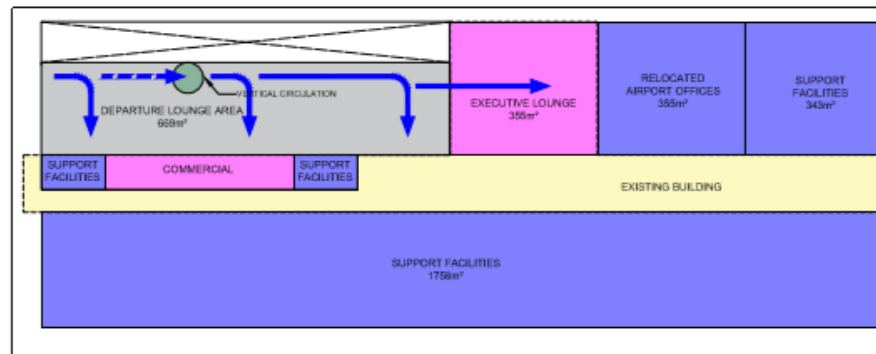 VERTICAL CIRCULATION
DEPARTURE LOUNGE AREA
669m²
EXECUTIVE LOUNGE
355m²
RELOCATED
AIRPORT OFFICES
355m²
SUPPORT
FACILITIES
343m²
SUPPORT
FACILITIES
COMMERCIAL
SUPPORT
FACILITIES
EXISTING BUILDING
SUPPORT FACILITIES
1758m²